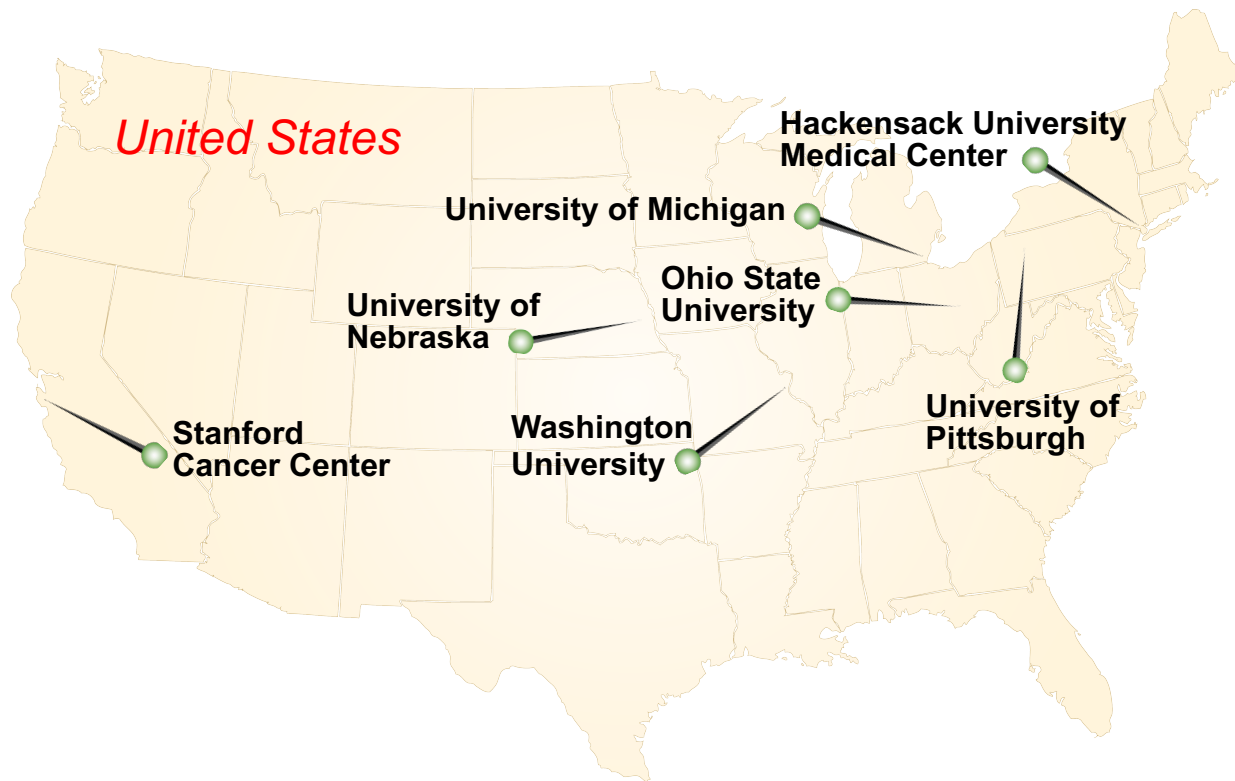 United States
Hackensack University
Medical Center
University of Michigan
Ohio State
University
University of
Nebraska
Stanford
Cancer Center
Washington
University
University of
Pittsburgh